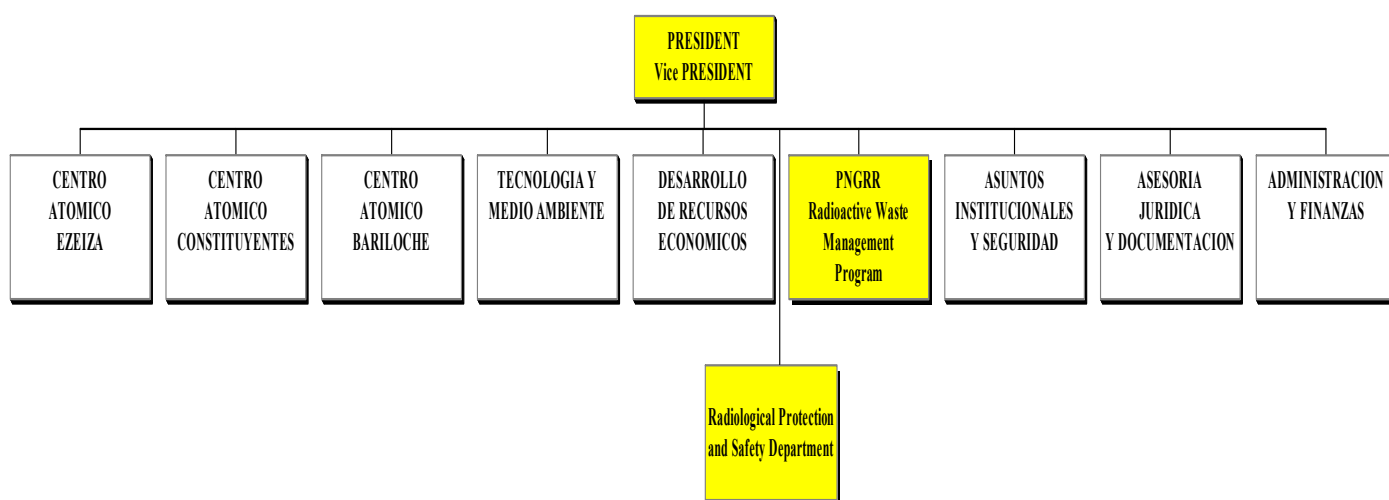 PRESIDENT
Vice PRESIDENT
CENTRO
ATOMICO
EZEIZA
CENTRO
ATOMICO
CONSTITUYENTES
CENTRO
ATOMICO
BARILOCHE
TECNOLOGIA Y
MEDIO AMBIENTE
DESARROLLO
DE RECURSOS
ECONOMICOS
PNGRR
Radioactive Waste
Management
Program
ASUNTOS
INSTITUCIONALES
Y SEGURIDAD
ASESORIA
JURIDICA
Y DOCUMENTACION
ADMINISTRACION
Y FINANZAS
Radiological Protection
and Safety Department